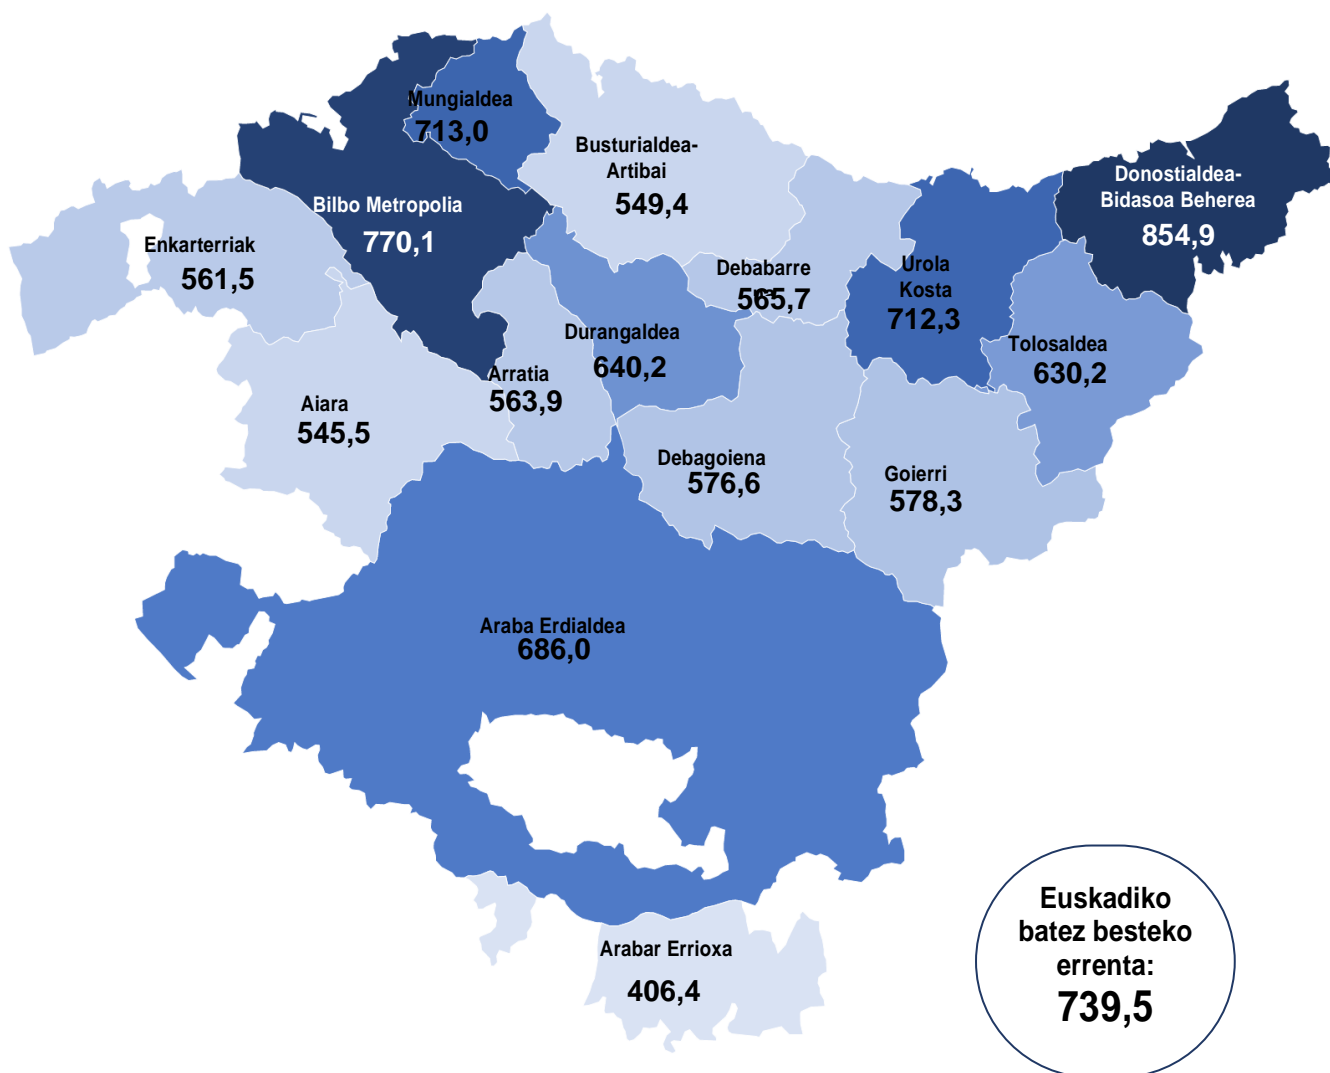 Mungialdea
713,0
Busturialdea-
Artibai
549,4
Donostialdea-
Bidasoa Beherea
854,9
Bilbo Metropolia
770,1
Enkarterriak
561,5
Debabarre
565,7
Urola
Kosta
712,3
Durangaldea
640,2
Tolosaldea
630,2
Arratia
563,9
Aiara
545,5
Debagoiena
576,6
Goierri
578,3
Araba Erdialdea
686,0
Arabar Errioxa
406,4
Euskadiko
batez besteko
errenta:
739,5